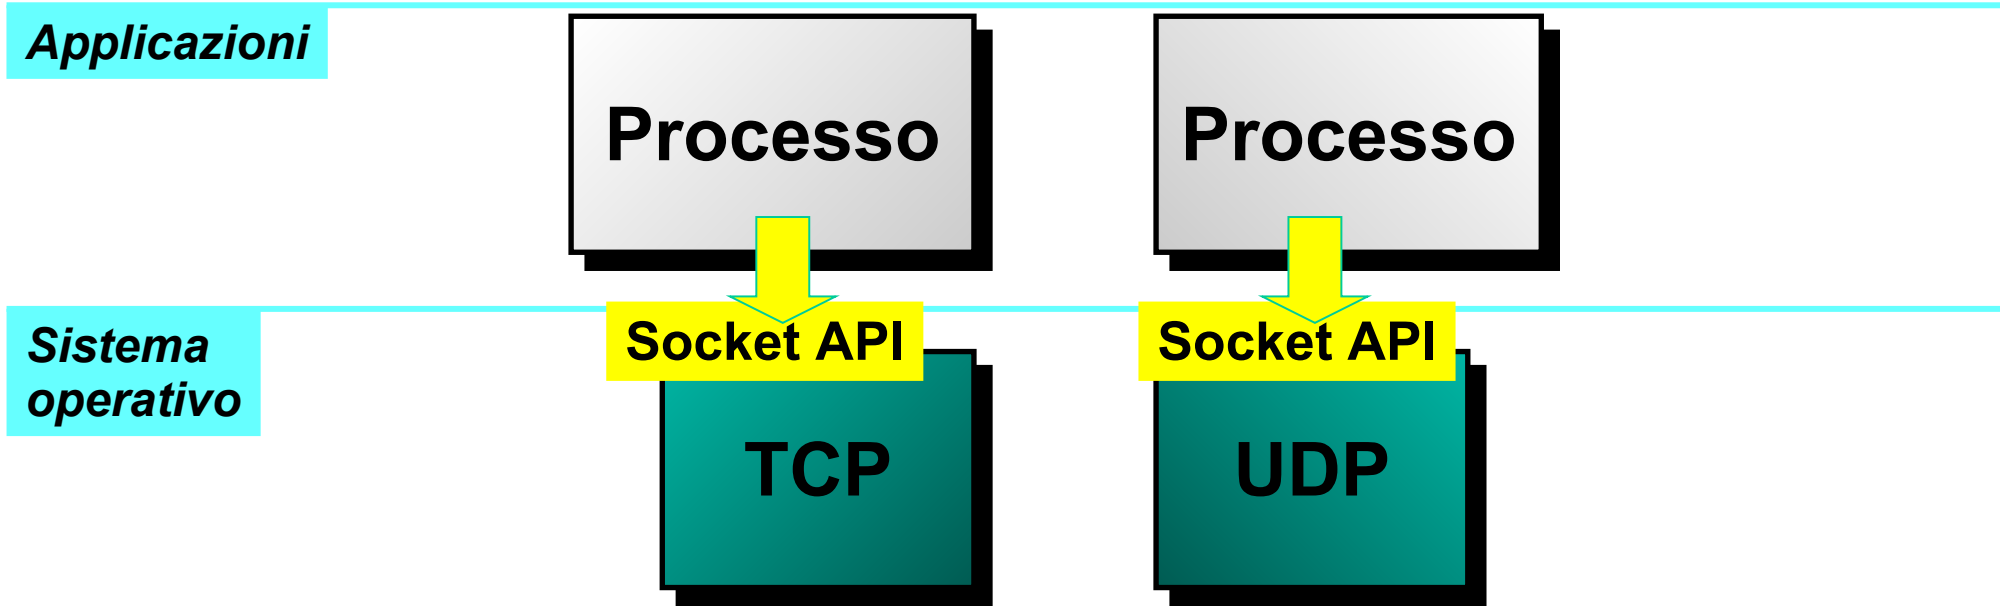 Applicazioni
Processo
Processo
Sistema
operativo
Socket API
Socket API
TCP
UDP